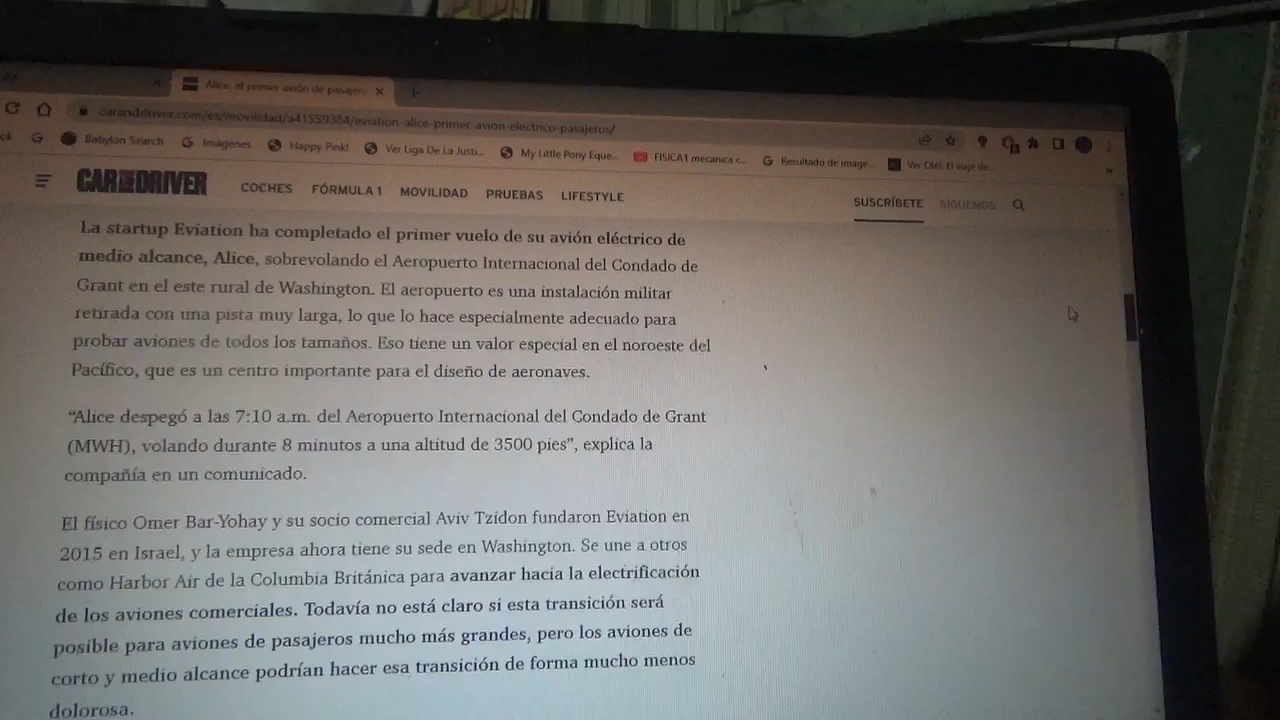 Alice, el primer avión de pasajer
caranddriver.com/es/movilidad/a41559384/eviation-alice-primer-avion-electrico-pasajeros/
Babylon Search
Imágenes
Happy Pink!
Ver Liga De La Justi...
My Little Pony Eque...
FISICA1 mecanica c...
Resultado de image...
Ver Olé!: El viaje de...
CAR AND DRIVER
COCHES FÓRMULA 1 MOVILIDAD PRUEBAS LIFESTYLE
SUSCRÍBETE SÍGUENOS
La startup Eviation ha completado el primer vuelo de su avión eléctrico de
medio alcance, Alice, sobrevolando el Aeropuerto Internacional del Condado de
Grant en el este rural de Washington. El aeropuerto es una instalación militar
retirada con una pista muy larga, lo que lo hace especialmente adecuado para
probar aviones de todos los tamaños. Eso tiene un valor especial en el noroeste del
Pacífico, que es un centro importante para el diseño de aeronaves.
“Alice despegó a las 7:10 a.m. del Aeropuerto Internacional del Condado de Grant
(MWH), volando durante 8 minutos a una altitud de 3500 pies”, explica la
compañía en un comunicado.
El físico Omer Bar-Yohay y su socio comercial Aviv Tzidon fundaron Eviation en
2015 en Israel, y la empresa ahora tiene su sede en Washington. Se une a otros
como Harbor Air de la Columbia Británica para avanzar hacia la electrificación
de los aviones comerciales. Todavía no está claro si esta transición será
posible para aviones de pasajeros mucho más grandes, pero los aviones de
corto y medio alcance podrían hacer esa transición de forma mucho menos
dolorosa.